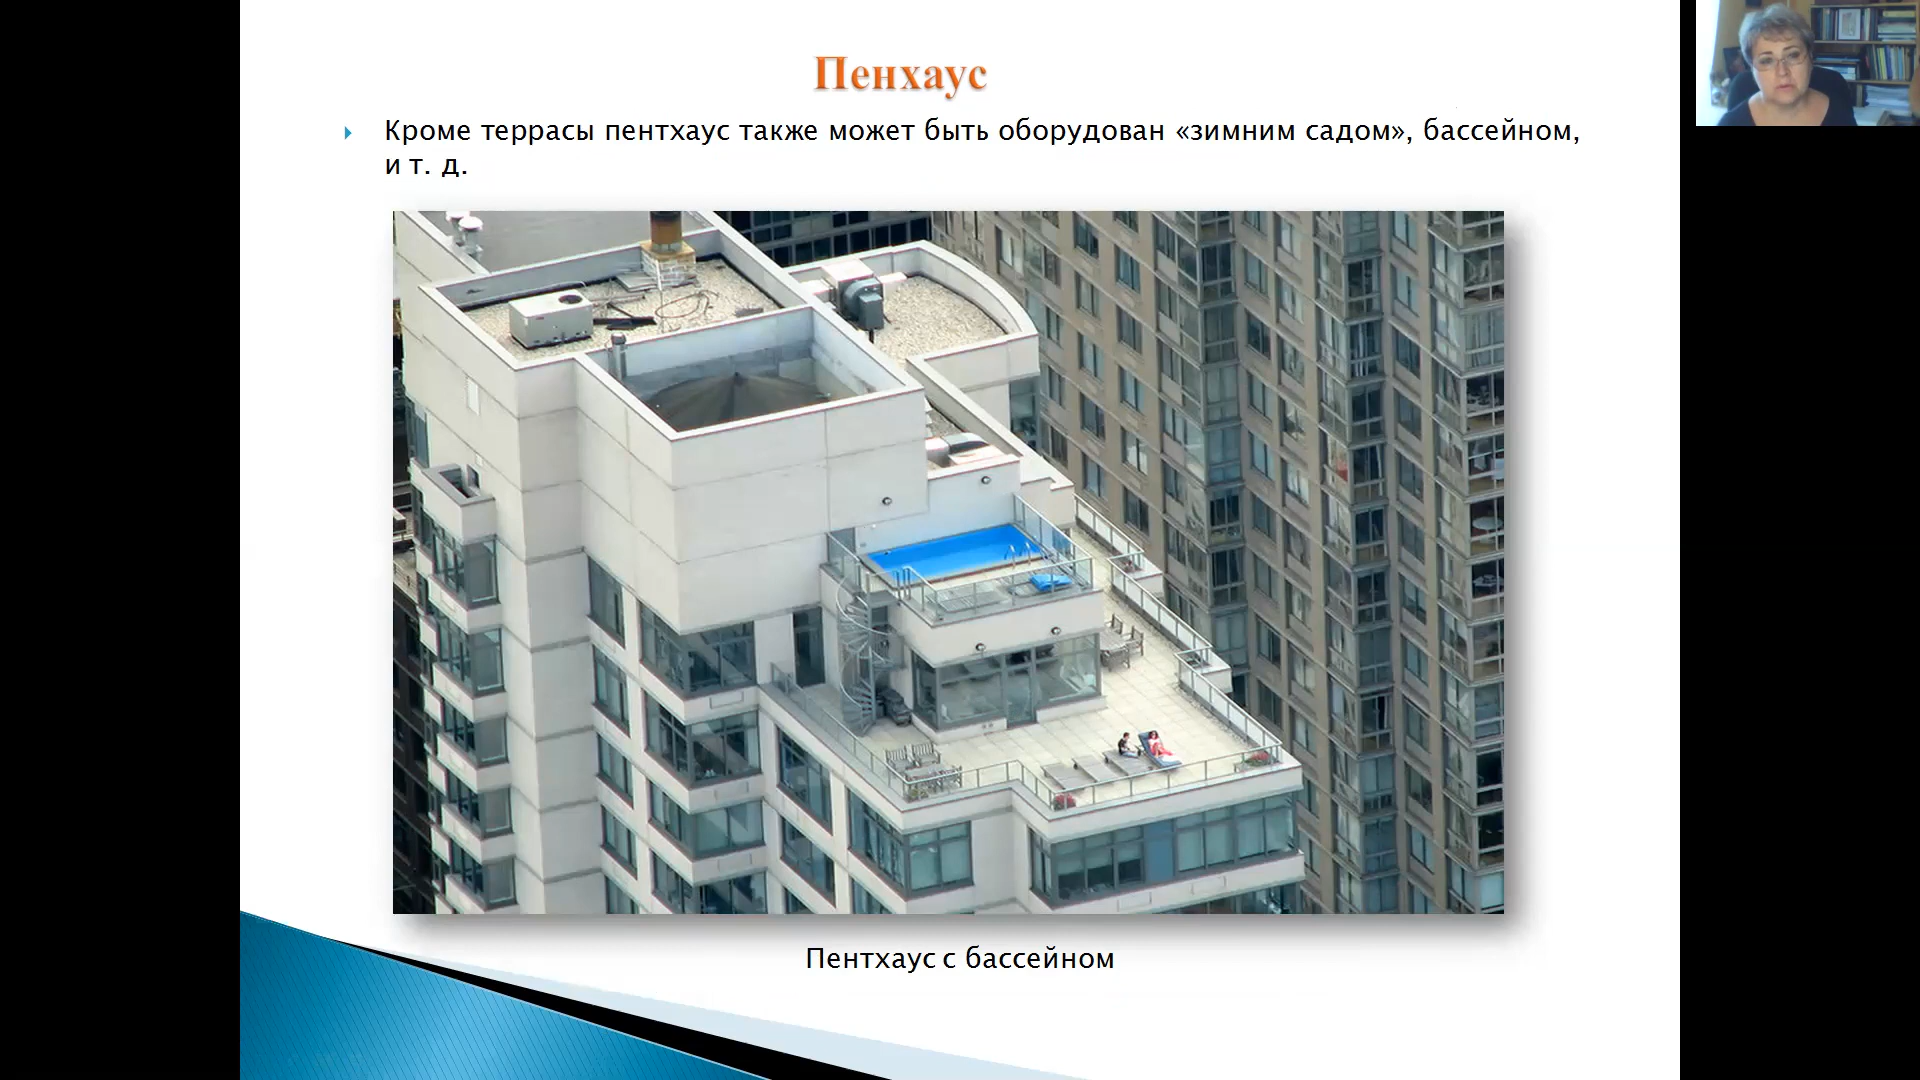 Пенхаус
Кроме террасы пентхаус также может быть оборудован «зимним садом», бассейном,
и т. д.
Пентхаус с бассейном